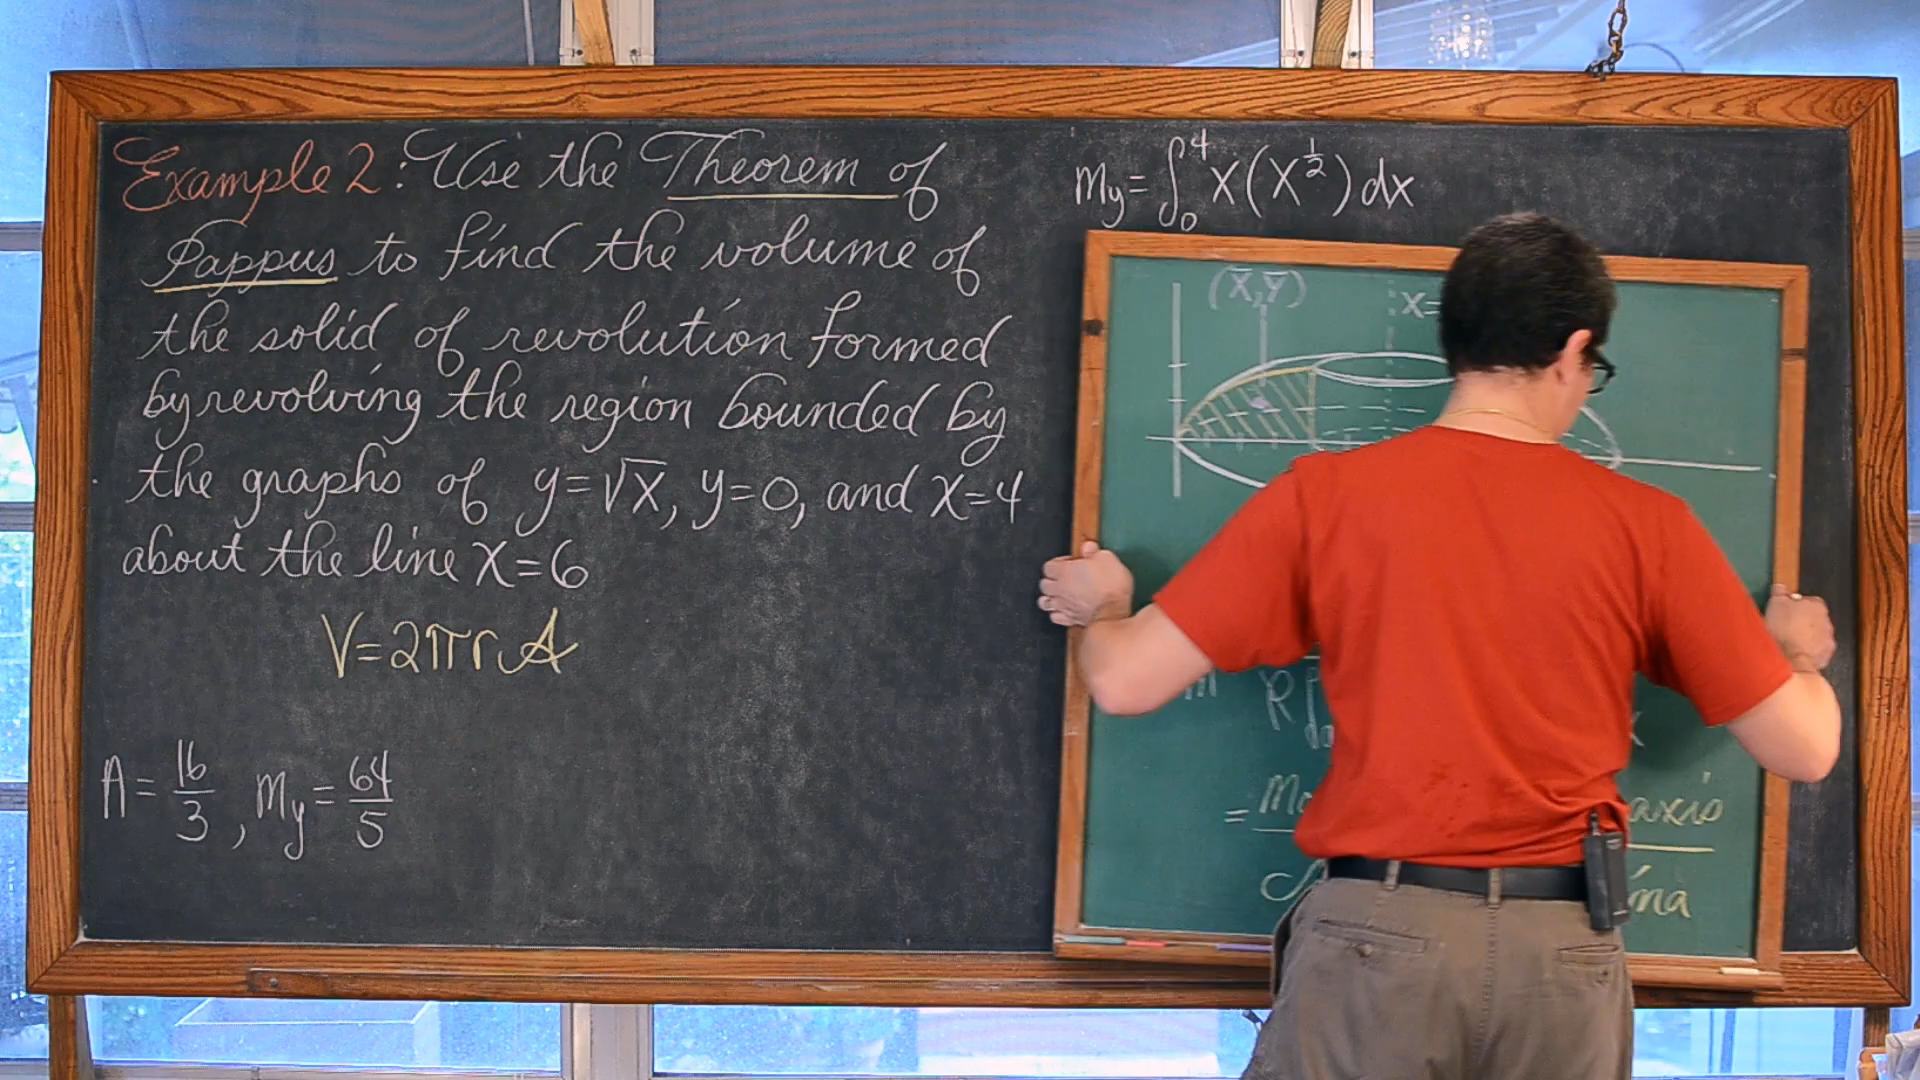 Example 2: Use the Theorem of
Pappus to find the volume of
the solid of revolution formed
by revolving the region bounded by
the graphs of y=√x, y=0, and x=4
about the line x=6
V=2πrA
A = 16/3, My = 64/5
My = ∫₀⁴ x(x^½) dx
(x̄,ȳ)
x=
m
R
x
=
axis